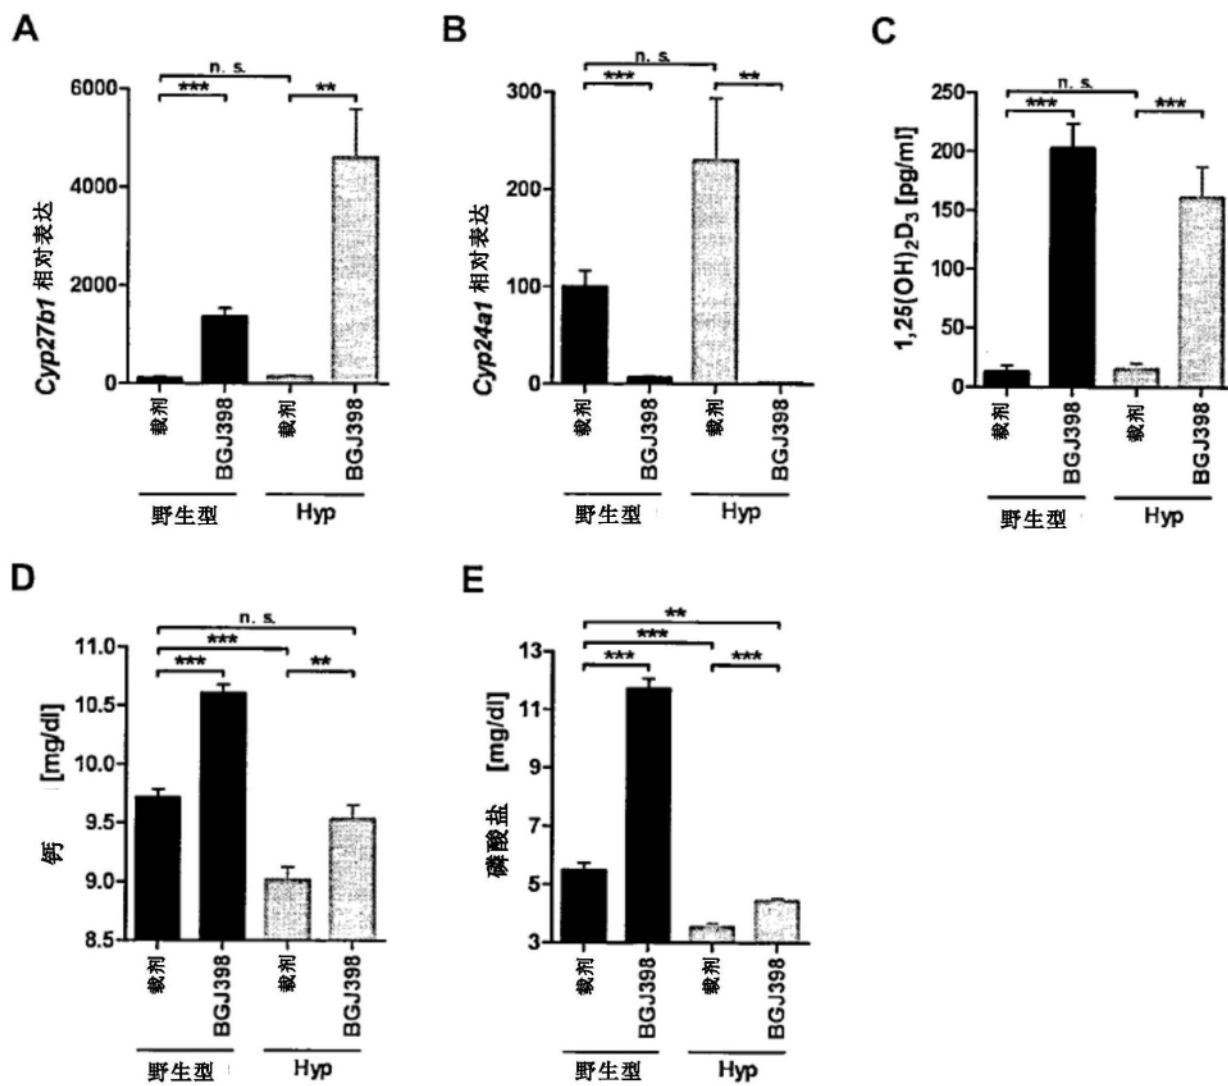 A
n. s.
***
**
6000
4000
2000
0
Cyp27b1 相对表达
载剂
BGJ398
载剂
BGJ398
野生型
Hyp
B
n. s.
***
**
300
200
100
0
Cyp24a1 相对表达
载剂
BGJ398
载剂
BGJ398
野生型
Hyp
C
n. s.
***
***
250
200
150
100
50
0
1,25(OH)₂D₃ [pg/ml]
载剂
BGJ398
载剂
BGJ398
野生型
Hyp
D
n. s.
***
***
**
11.0
10.5
10.0
9.5
9.0
8.5
钙 [mg/dl]
载剂
BGJ398
载剂
BGJ398
野生型
Hyp
E
**
***
***
***
13
11
9
7
5
3
磷酸盐 [mg/dl]
载剂
BGJ398
载剂
BGJ398
野生型
Hyp